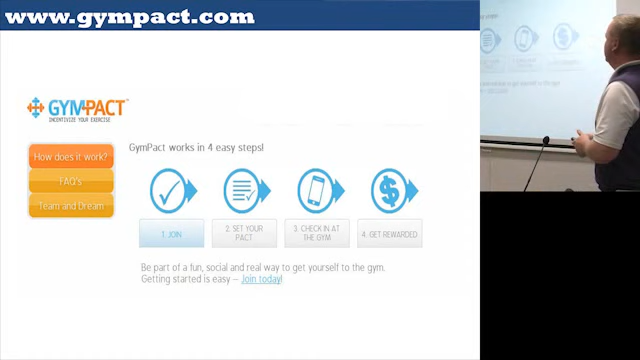 www.gympact.com
GYMPACT™
INCENTIVIZE YOUR EXERCISE
How does it work?
FAQ's
Team and Dream
GymPact works in 4 easy steps!
1. JOIN
2. SET YOUR
PACT
3. CHECK IN AT
THE GYM
4. GET REWARDED
Be part of a fun, social and real way to get yourself to the gym.
Getting started is easy – Join today!